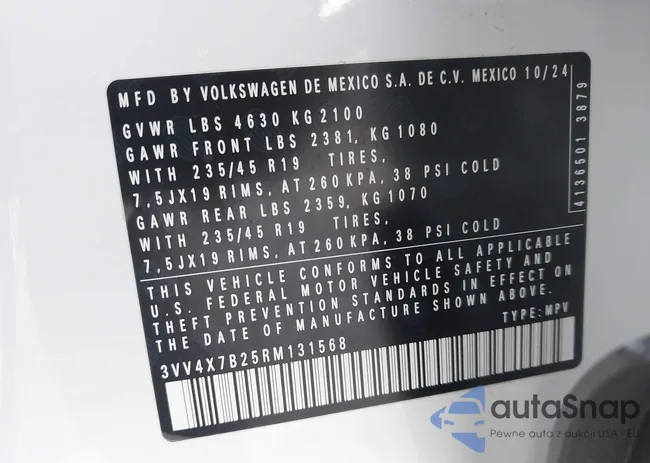 MFD BY VOLKSWAGEN DE MEXICO S.A. DE C.V. MEXICO 10/24
GVWR LBS 4630 KG 2100
GAWR FRONT LBS 2381, KG 1080
WITH 235/45 R19 TIRES,
7,5JX19 RIMS, AT 260 KPA, 38 PSI COLD
GAWR REAR LBS 2359, KG 1070
WITH 235/45 R19 TIRES,
7,5JX19 RIMS, AT 260 KPA, 38 PSI COLD
4136501 3879
THIS VEHICLE CONFORMS TO ALL APPLICABLE
U.S. FEDERAL MOTOR VEHICLE SAFETY AND
THEFT PREVENTION STANDARDS IN EFFECT ON
THE DATE OF MANUFACTURE SHOWN ABOVE.
TYPE: MPV
3VV4X7B25RM131568
autaSnap
Pewne auta z aukcji USA - EU